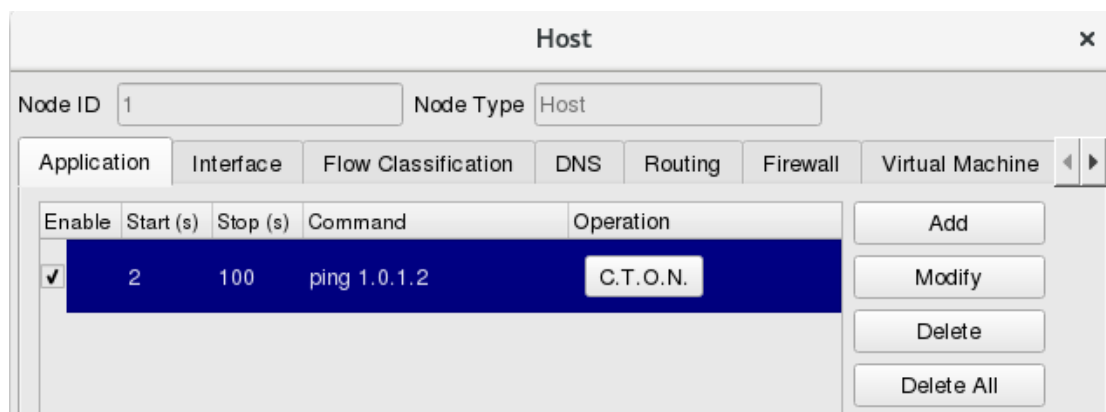 Host
Node ID 1 Node Type Host
Application Interface Flow Classification DNS Routing Firewall Virtual Machine
Enable Start (s) Stop (s) Command Operation Add
2 100 ping 1.0.1.2 C.T.O.N. Modify
Delete
Delete All